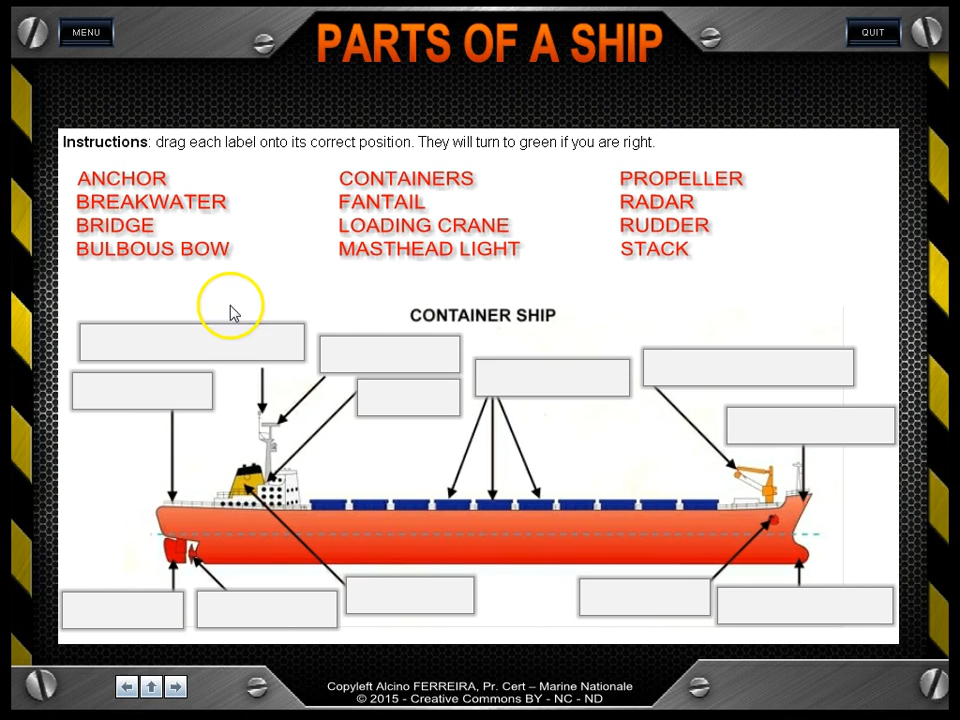 MENU
PARTS OF A SHIP
QUIT
Instructions: drag each label onto its correct position. They will turn to green if you are right.
ANCHOR
BREAKWATER
BRIDGE
BULBOUS BOW
CONTAINERS
FANTAIL
LOADING CRANE
MASTHEAD LIGHT
PROPELLER
RADAR
RUDDER
STACK
CONTAINER SHIP
Copyleft Alcino FERREIRA, Pr. Cert – Marine Nationale
© 2015 - Creative Commons BY - NC - ND